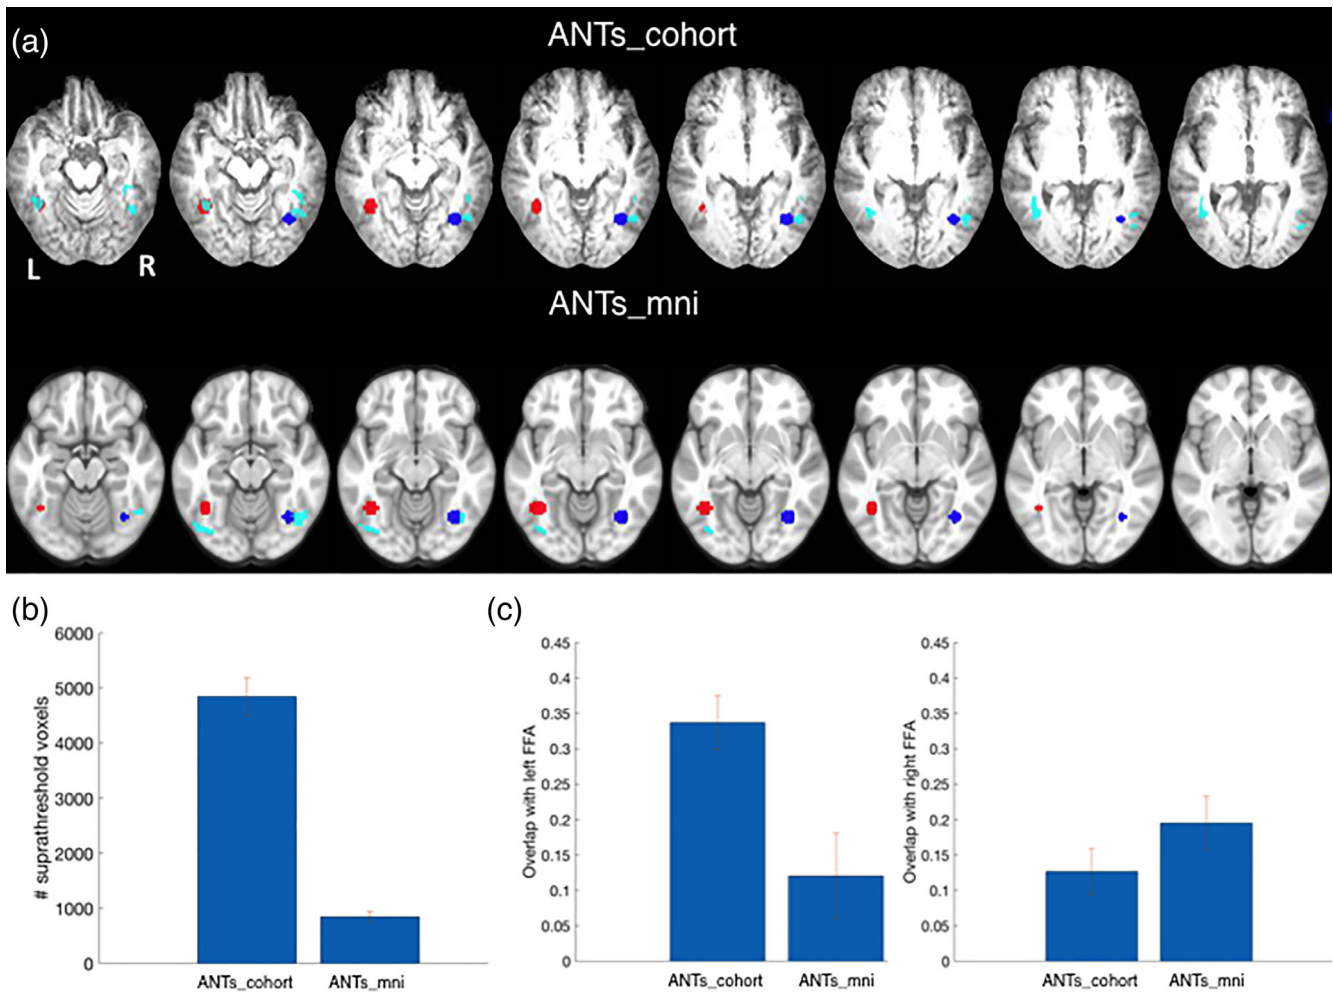 (a)
ANTs_cohort
L
R
ANTs_mni
(b)
6000
5000
4000
3000
2000
1000
0
# suprathreshold voxels
ANTs_cohort
ANTs_mni
(c)
0.45
0.4
0.35
0.3
0.25
0.2
0.15
0.1
0.05
0
Overlap with left FFA
ANTs_cohort
ANTs_mni
0.45
0.4
0.35
0.3
0.25
0.2
0.15
0.1
0.05
0
Overlap with right FFA
ANTs_cohort
ANTs_mni